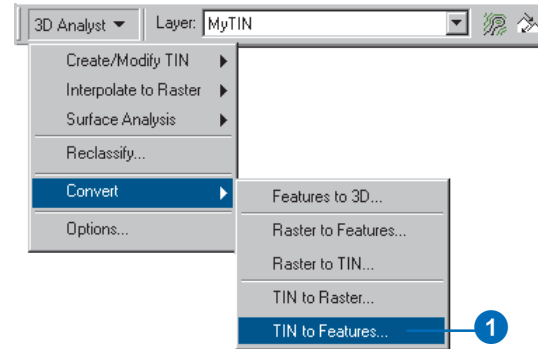 3D Analyst Layer: MyTIN
Create/Modify TIN
Interpolate to Raster
Surface Analysis
Reclassify...
Convert
Options...
Features to 3D...
Raster to Features...
Raster to TIN...
TIN to Raster...
TIN to Features...
1